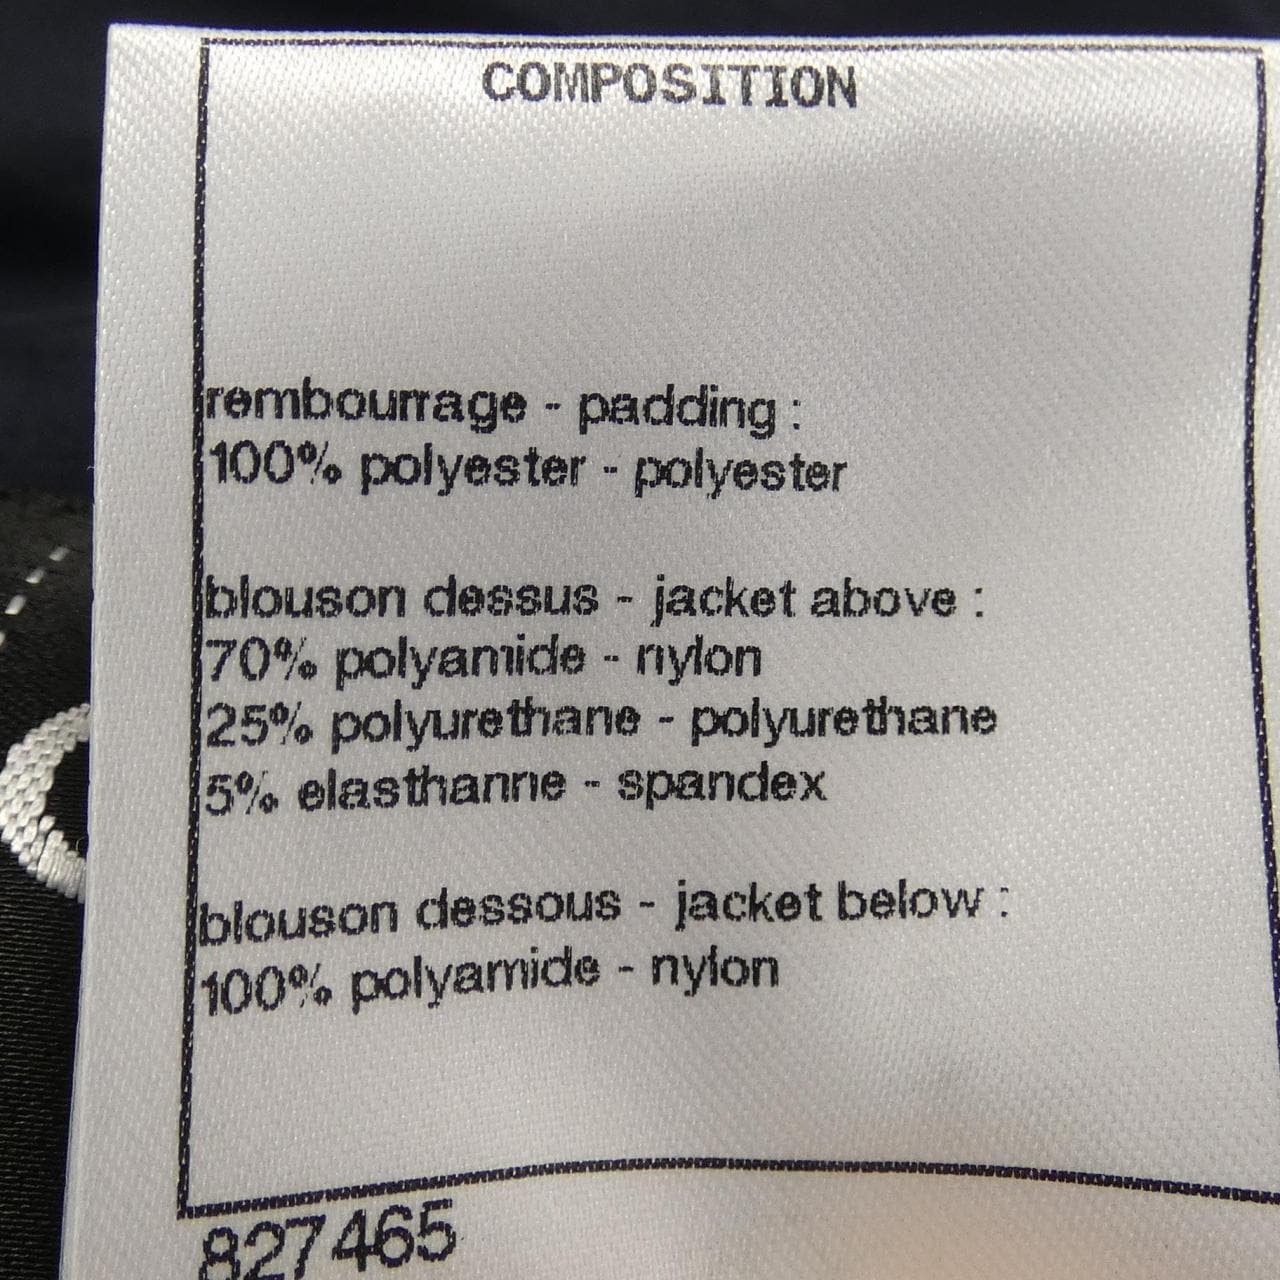 COMPOSITION
rembourrage - padding :
100% polyester - polyester
blouson dessus - jacket above :
70% polyamide - nylon
25% polyurethane - polyurethane
5% elasthanne - spandex
blouson dessous - jacket below :
100% polyamide - nylon
827465